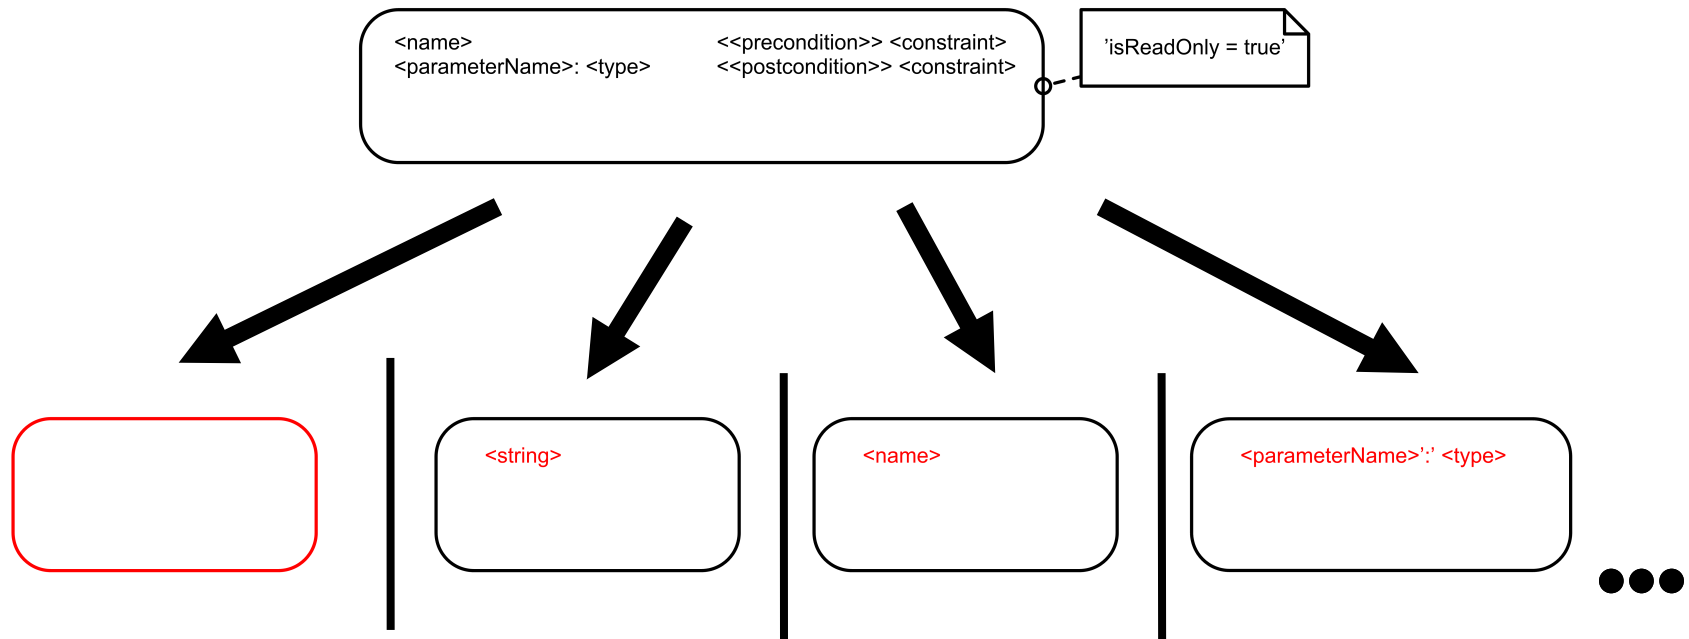 <name> <<precondition>> <constraint>
<parameterName>: <type> <<postcondition>> <constraint>
’isReadOnly = true’
<string>
<name>
<parameterName>’:’ <type>